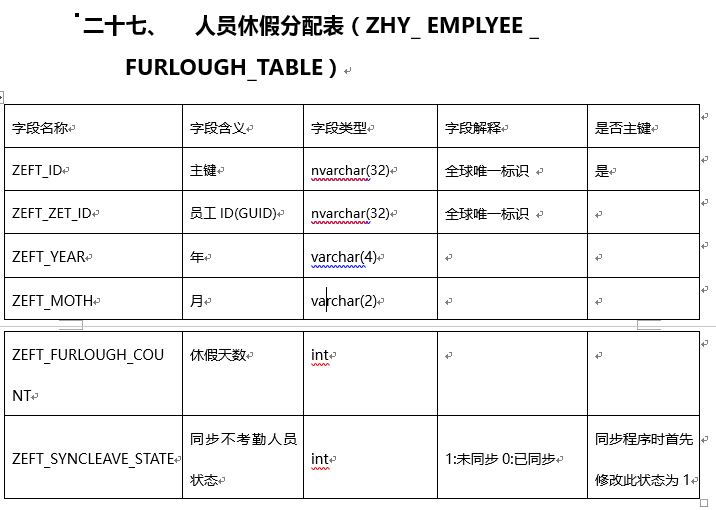 二十七、 人员休假分配表（ZHY_ EMPLYEE _
FURLOUGH_TABLE）
字段名称 字段含义 字段类型 字段解释 是否主键
ZEFT_ID 主键 nvarchar(32) 全球唯一标识 是
ZEFT_ZET_ID 员工 ID(GUID) nvarchar(32) 全球唯一标识
ZEFT_YEAR 年 varchar(4)
ZEFT_MOTH 月 varchar(2)
ZEFT_FURLOUGH_COU 休假天数 int
NT
ZEFT_SYNCLEAVE_STATE 同步不考勤人员 int 1:未同步 0:已同步 同步程序时首先
状态 修改此状态为 1